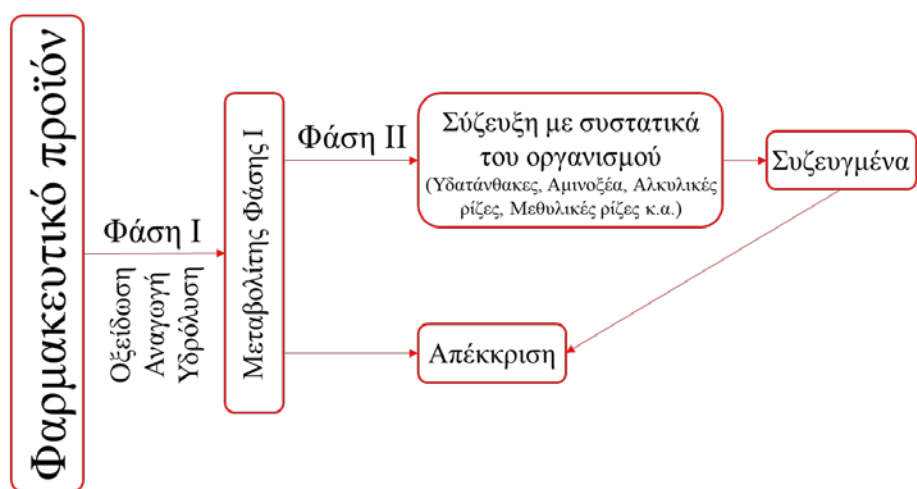 Φαρμακευτικό προϊόν
Φάση Ι
Οξείδωση
Αναγωγή
Υδρόλυση
Μεταβολίτης Φάσης Ι
Φάση ΙΙ
Σύζευξη με συστατικά
του οργανισμού
(Υδατάνθακες, Αμινοξέα, Αλκυλικές
ρίζες, Μεθυλικές ρίζες κ.α.)
Συζευγμένα
Απέκκριση